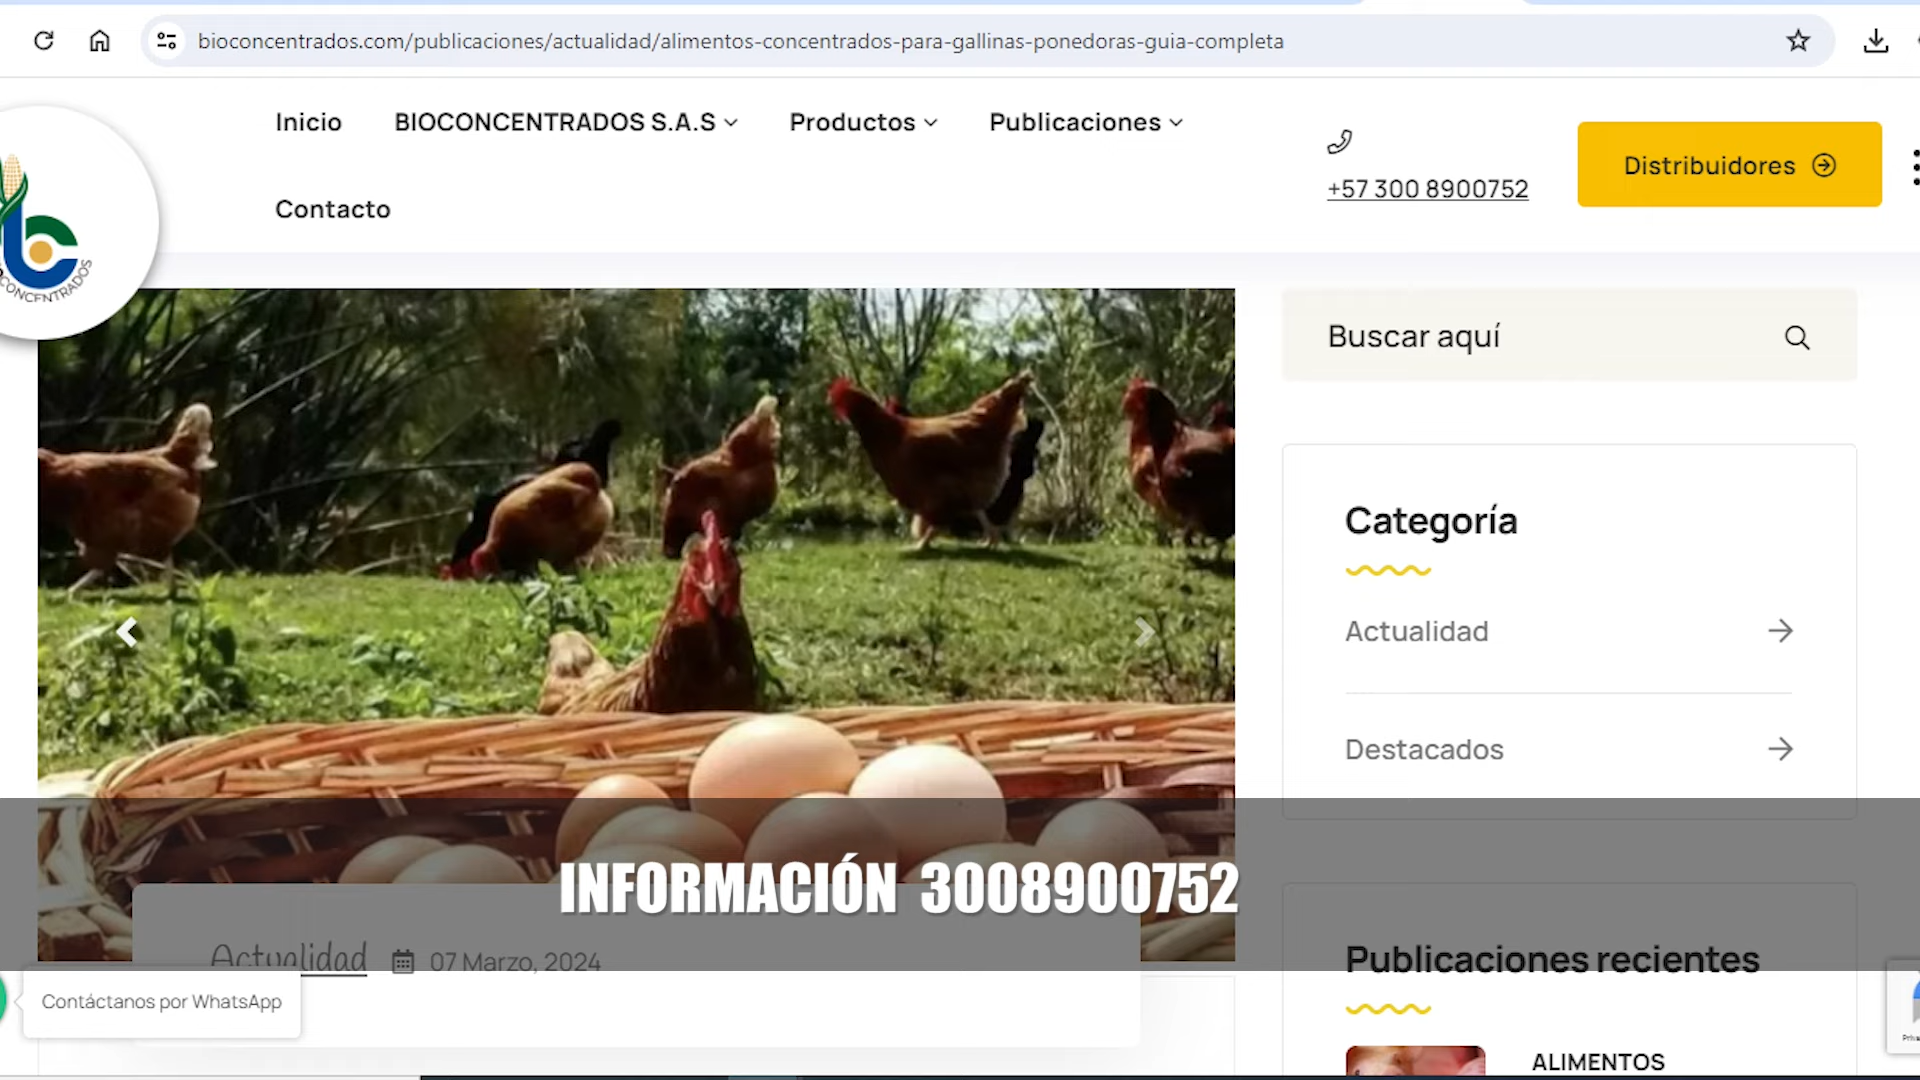 bioconcentrados.com/publicaciones/actualidad/alimentos-concentrados-para-gallinas-ponedoras-guia-completa
Inicio
BIOCONCENTRADOS S.A.S
Productos
Publicaciones
Contacto
+57 300 8900752
Distribuidores
Buscar aquí
Categoría
Actualidad
Destacados
INFORMACIÓN 3008900752
Actualidad
07 Marzo, 2024
Publicaciones recientes
Contáctanos por WhatsApp
ALIMENTOS